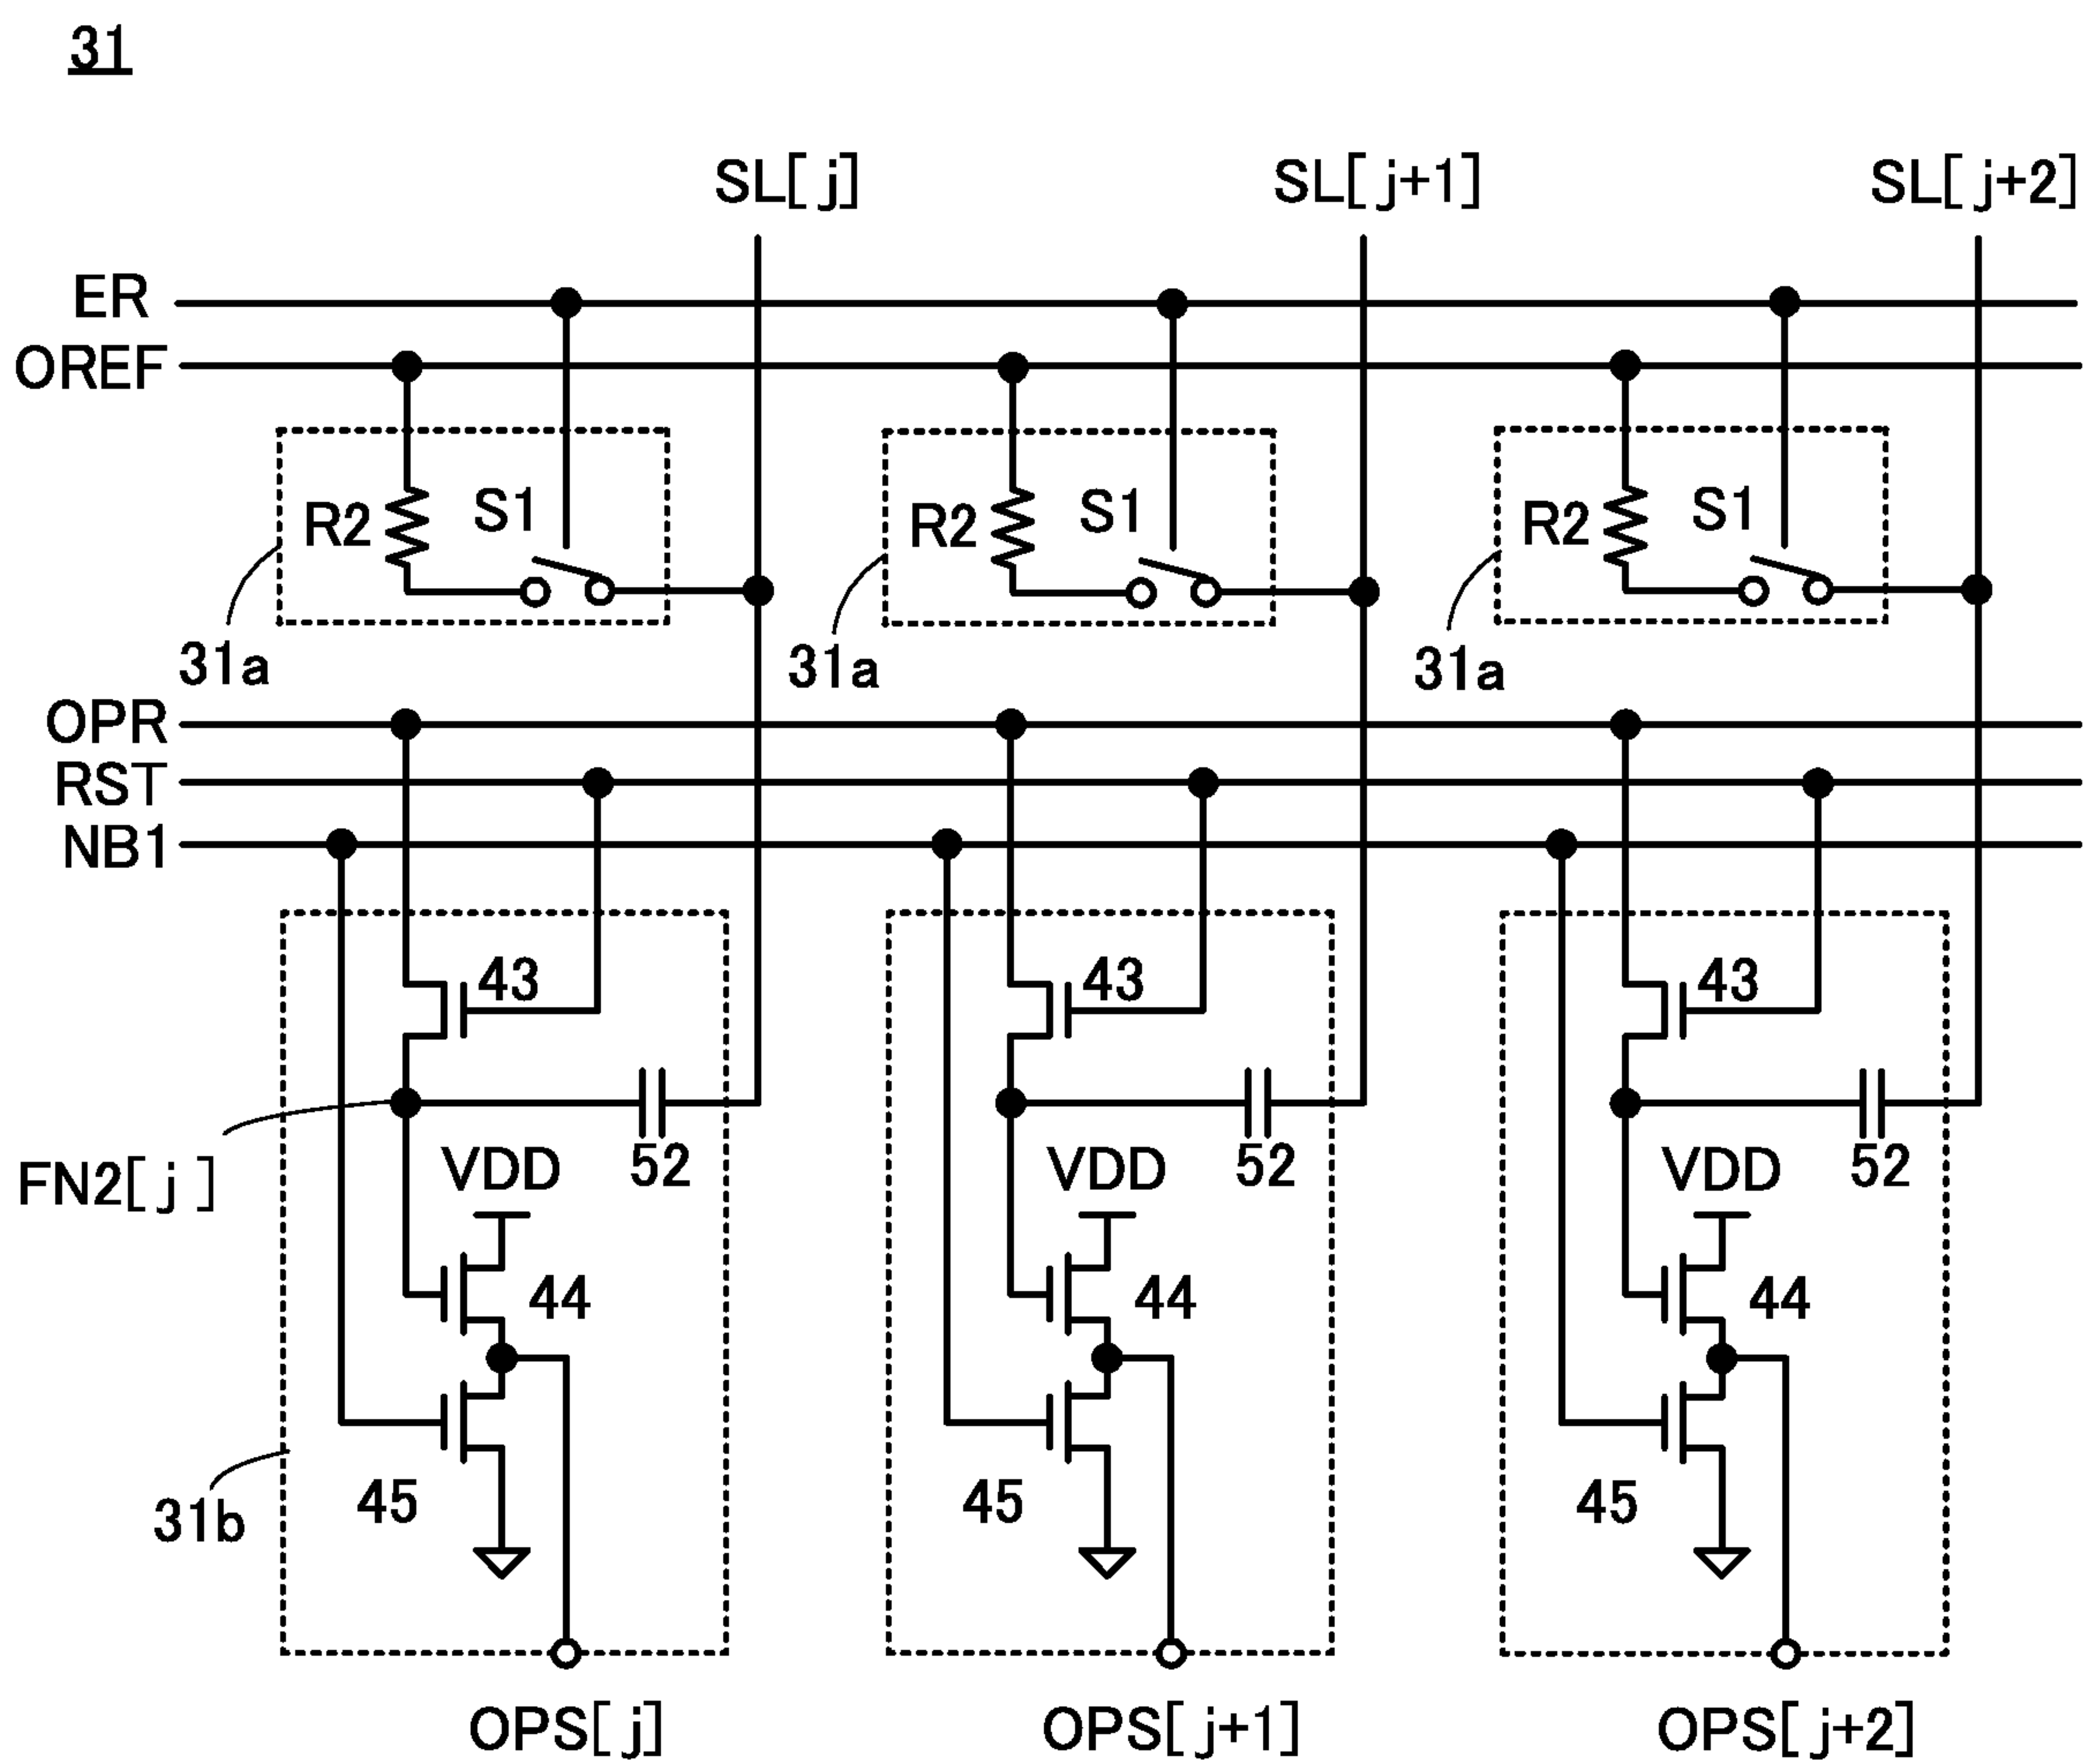 31
SL[j] SL[j+1] SL[j+2]
ER
OREF
R2 S1 R2 S1 R2 S1
31a 31a 31a
OPR
RST
NB1
43 43 43
FN2[j] VDD 52 VDD 52 VDD 52
44 44 44
31b 45 45 45
OPS[j] OPS[j+1] OPS[j+2]